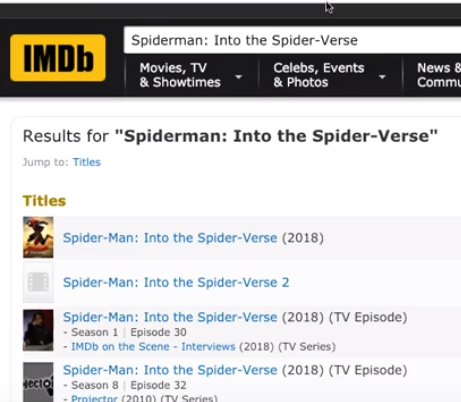 IMDb
Spiderman: Into the Spider-Verse
Movies, TV
& Showtimes
Celebs, Events
& Photos
News &
Commu
Results for "Spiderman: Into the Spider-Verse"
Jump to: Titles
Titles
Spider-Man: Into the Spider-Verse (2018)
Spider-Man: Into the Spider-Verse 2
Spider-Man: Into the Spider-Verse (2018) (TV Episode)
- Season 1 | Episode 30
- IMDb on the Scene - Interviews (2018) (TV Series)
Spider-Man: Into the Spider-Verse (2018) (TV Episode)
- Season 8 | Episode 32
- Projector (2010) (TV Series)
ojecto